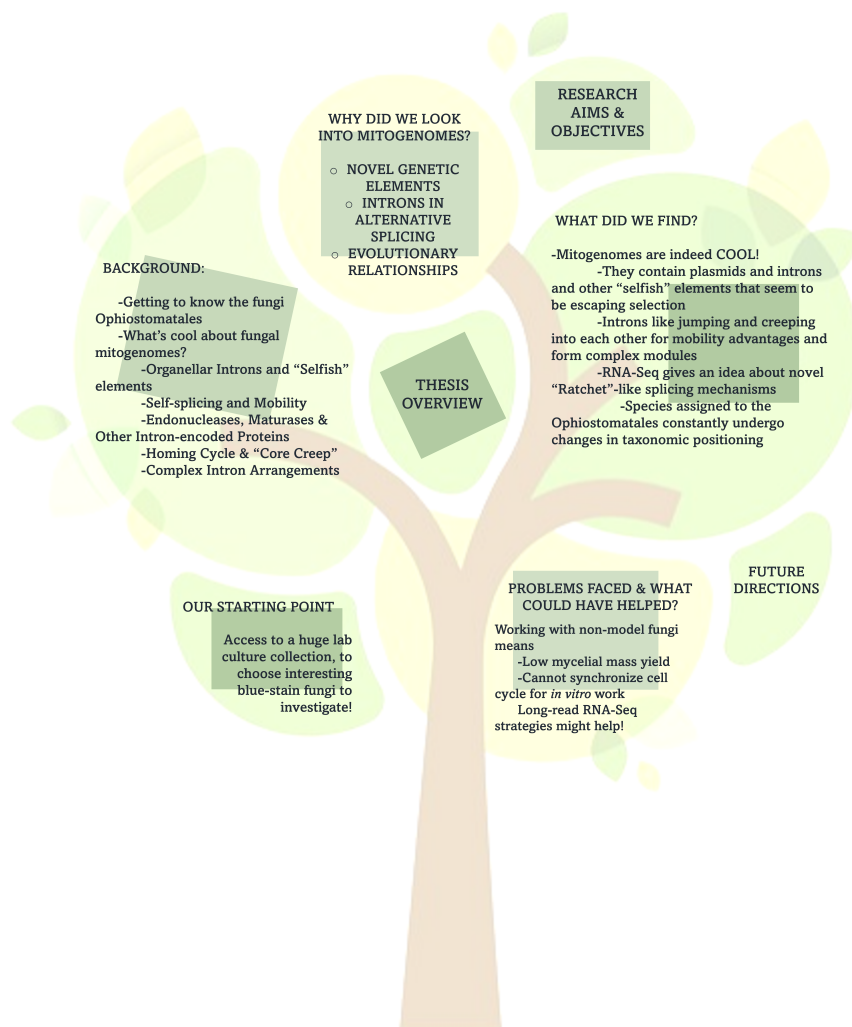 RESEARCH
AIMS &
OBJECTIVES
WHY DID WE LOOK
INTO MITOGENOMES?
○ NOVEL GENETIC
ELEMENTS
○ INTRONS IN
ALTERNATIVE
SPLICING
○ EVOLUTIONARY
RELATIONSHIPS
WHAT DID WE FIND?
-Mitogenomes are indeed COOL!
-They contain plasmids and introns
and other “selfish” elements that seem to
be escaping selection
-Introns like jumping and creeping
into each other for mobility advantages and
form complex modules
-RNA-Seq gives an idea about novel
“Ratchet”-like splicing mechanisms
-Species assigned to the
Ophiostomatales constantly undergo
changes in taxonomic positioning
BACKGROUND:
-Getting to know the fungi
Ophiostomatales
-What’s cool about fungal
mitogenomes?
-Organellar Introns and “Selfish”
elements
-Self-splicing and Mobility
-Endonucleases, Maturases &
Other Intron-encoded Proteins
-Homing Cycle & “Core Creep”
-Complex Intron Arrangements
THESIS
OVERVIEW
FUTURE
DIRECTIONS
PROBLEMS FACED & WHAT
COULD HAVE HELPED?
Working with non-model fungi
means
-Low mycelial mass yield
-Cannot synchronize cell
cycle for in vitro work
Long-read RNA-Seq
strategies might help!
OUR STARTING POINT
Access to a huge lab
culture collection, to
choose interesting
blue-stain fungi to
investigate!